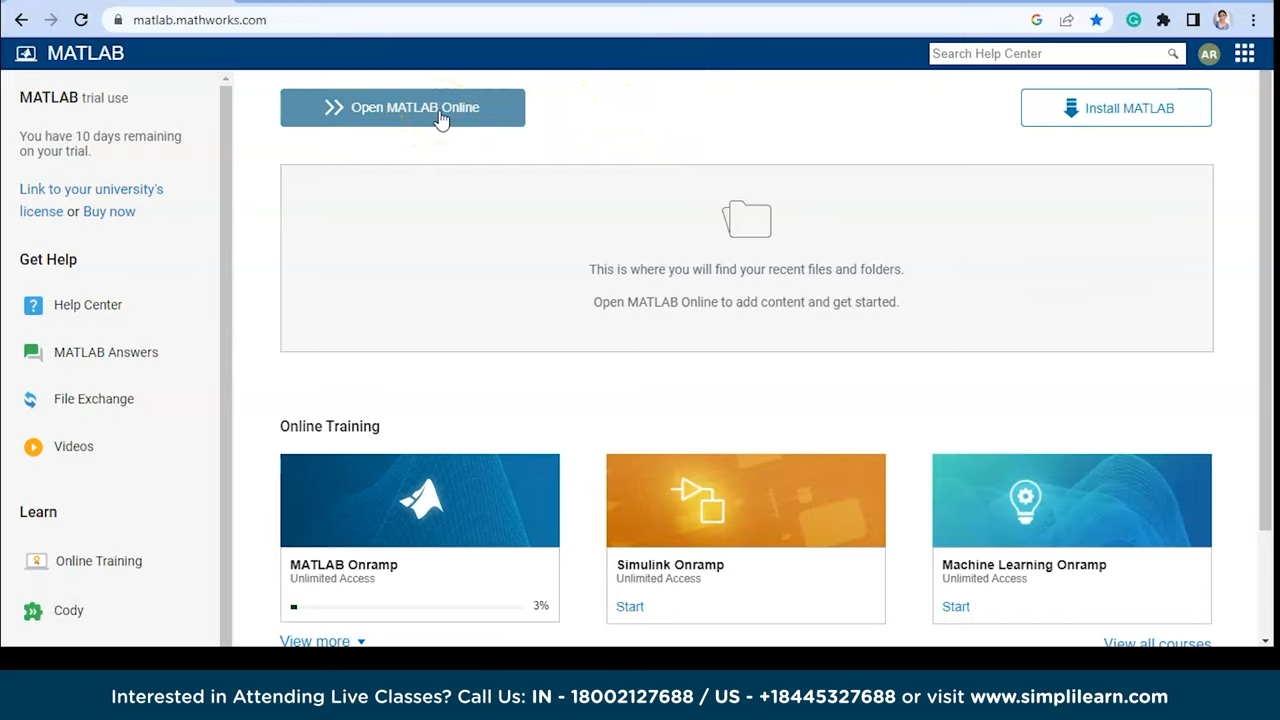 matlab.mathworks.com
MATLAB
Search Help Center
AR
MATLAB trial use
You have 10 days remaining
on your trial.
Link to your university's
license or Buy now
Get Help
Help Center
MATLAB Answers
File Exchange
Videos
Learn
Online Training
Cody
Open MATLAB Online
Install MATLAB
This is where you will find your recent files and folders.
Open MATLAB Online to add content and get started.
Online Training
MATLAB Onramp
Unlimited Access
3%
Simulink Onramp
Unlimited Access
Start
Machine Learning Onramp
Unlimited Access
Start
View more
View all courses
Interested in Attending Live Classes? Call Us: IN - 18002127688 / US - +18445327688 or visit www.simplilearn.com